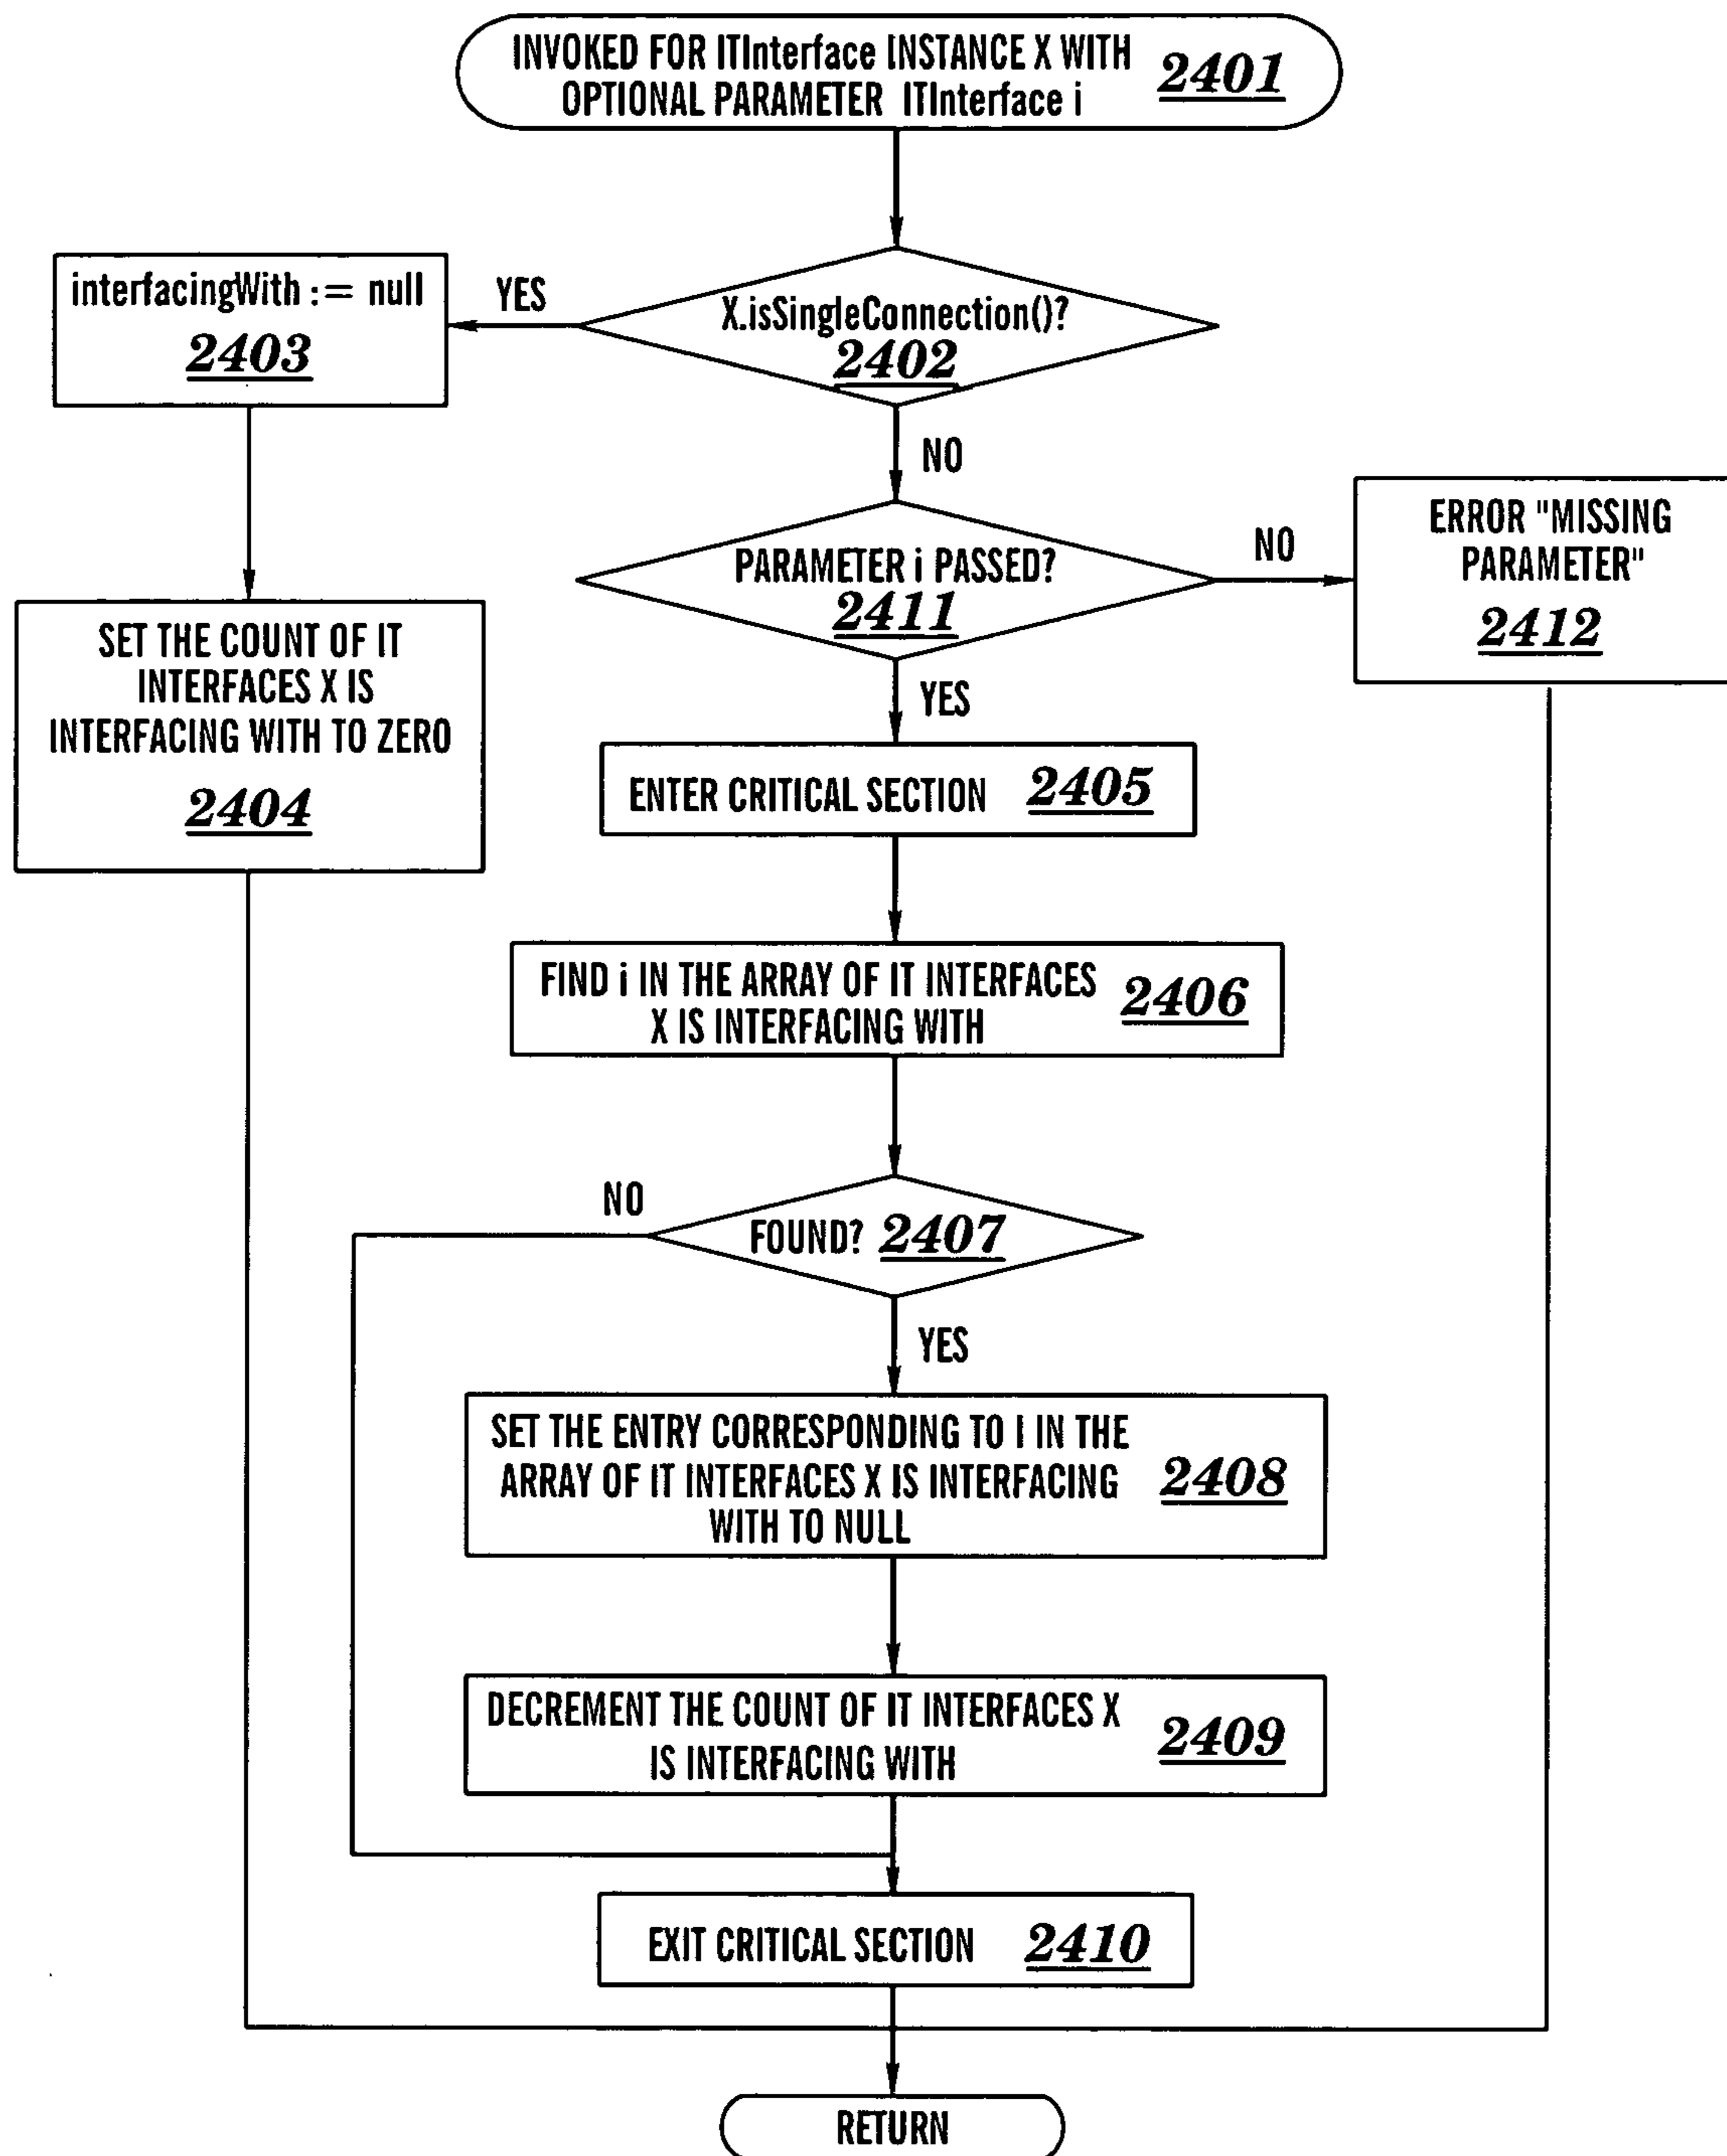 INVOKED FOR ITInterface INSTANCE X WITH
OPTIONAL PARAMETER ITInterface i
2401
interfacingWith := null
2403
YES
X.isSingleConnection()?
2402
NO
SET THE COUNT OF IT
INTERFACES X IS
INTERFACING WITH TO ZERO
2404
PARAMETER i PASSED?
2411
NO
ERROR "MISSING
PARAMETER"
2412
YES
ENTER CRITICAL SECTION 2405
FIND i IN THE ARRAY OF IT INTERFACES
X IS INTERFACING WITH
2406
NO
FOUND? 2407
YES
SET THE ENTRY CORRESPONDING TO I IN THE
ARRAY OF IT INTERFACES X IS INTERFACING
WITH TO NULL
2408
DECREMENT THE COUNT OF IT INTERFACES X
IS INTERFACING WITH
2409
EXIT CRITICAL SECTION 2410
RETURN